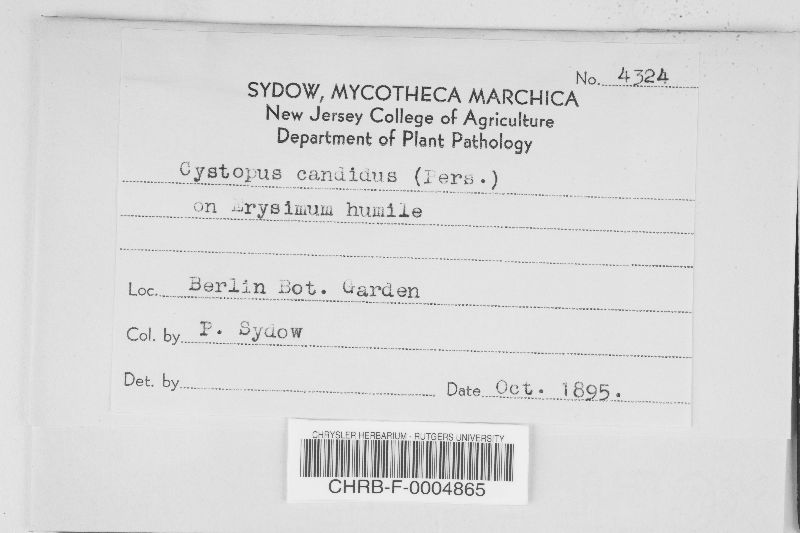 No. 4324
SYDOW, MYCOTHECA MARCHICA
New Jersey College of Agriculture
Department of Plant Pathology
Cystopus candidus (Pers.)
on Erysimum humile
Loc. Berlin Bot. Garden
Col. by P. Sydow
Det. by
Date Oct. 1895.
CHRYSLER HERBARIUM - RUTGERS UNIVERSITY
CHRB-F-0004865